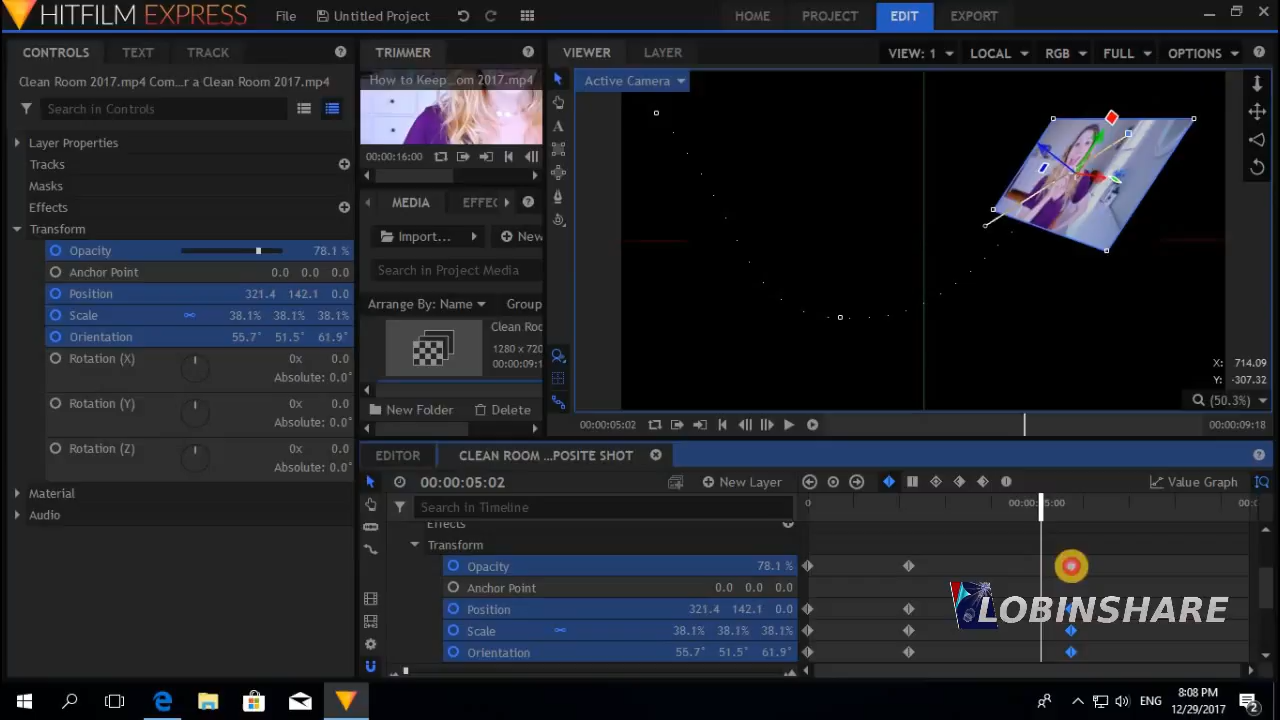 HITFILM EXPRESS File Untitled Project HOME PROJECT EDIT EXPORT
CONTROLS TEXT TRACK
Clean Room 2017.mp4 Com...r a Clean Room 2017.mp4
Search in Controls
Layer Properties
Tracks
Masks
Effects
Transform
Opacity 78.1 %
Anchor Point 0.0 0.0 0.0
Position 321.4 142.1 0.0
Scale 38.1% 38.1% 38.1%
Orientation 55.7° 51.5° 61.9°
Rotation (X) 0x 0.0
Absolute: 0.0°
Rotation (Y) 0x 0.0
Absolute: 0.0°
Rotation (Z) 0x 0.0
Absolute: 0.0°
Material
Audio
TRIMMER
How to Keep...om 2017.mp4
00:00:16:00
MEDIA EFFEC
Import... New
Search in Project Media
Arrange By: Name Group
Clean Roo
1280 x 720
00:00:09:1
New Folder Delete
VIEWER LAYER VIEW: 1 LOCAL RGB FULL OPTIONS
Active Camera
X: 714.09
Y: -307.32
(50.3%)
00:00:05:02 00:00:09:18
EDITOR CLEAN ROOM ...POSITE SHOT
00:00:05:02 New Layer Value Graph
Search in Timeline
Effects
Transform
Opacity 78.1 %
Anchor Point 0.0 0.0 0.0
Position 321.4 142.1 0.0
Scale 38.1% 38.1% 38.1%
Orientation 55.7° 51.5° 61.9°
LOBINSHARE
ENG
8:08 PM
12/29/2017
2